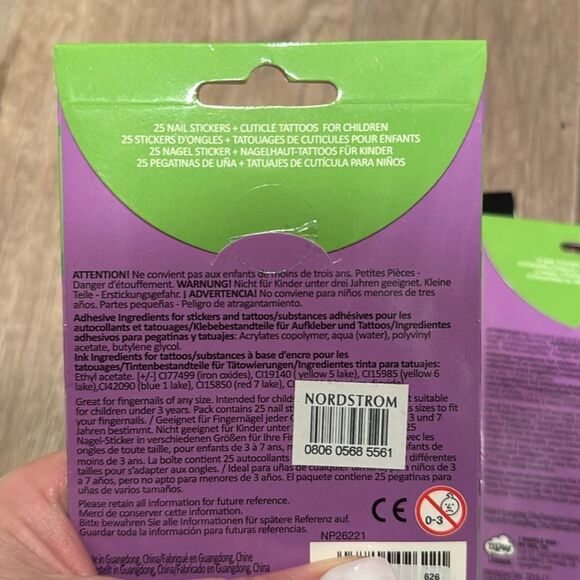 25 NAIL STICKERS + CUTICLE TATTOOS FOR CHILDREN
25 STICKERS D'ONGLES + TATOUAGES DE CUTICULES POUR ENFANTS
25 NAGEL STICKER + NAGELHAUT-TATTOOS FÜR KINDER
25 PEGATINAS DE UÑA + TATUAJES DE CUTÍCULA PARA NIÑOS
ATTENTION! Ne convient pas aux enfants de moins de trois ans. Petites Pièces -
Danger d'étouffement. WARNUNG! Nicht für Kinder unter drei Jahren geeignet. Kleine
Teile - Erstickungsgefahr. ¡ ADVERTENCIA! No conviene para niños menores de tres
años. Partes pequeñas - Peligro de atragantamiento.
Adhesive Ingredients for stickers and tattoos/substances adhésives pour les
autocollants et tatouages/Klebebestandteile für Aufkleber und Tattoos/Ingredientes
adhesivos para pegatinas y tatuajes: Acrylates copolymer, aqua (water), polyvinyl
acetate, butylene glycol.
Ink Ingredients for tattoos/substances à base d'encre pour les
tatouages/Tintenbestandteile für Tätowierungen/Ingredientes tinta para tatuajes:
Ethyl acetate. [+/-] CI77499 (iron oxides), CI19140 ( yellow 5 lake), CI15985 (yellow 6
lake),CI42090 (blue 1 lake), CI15850 (red 7 lake),
Great for fingernails of any size. Intended for suitable
for children under 3 years. Pack contains 25 nail sizes to fit
your fingernails. / Geeignet für Fingernägel jeder 3 und 7
Jahren bestimmt. Nicht geeignet für Kinder unter 25
Nagel-Sticker in verschiedenen Größen für Ihre
ongles de toute taille, pour enfants de 3 à 7 ans, enfants de
moins de 3 ans. La boîte contient 25 autocollants différentes
tailles pour s'adapter aux ongles. / Ideal para uñas de cualquier tamaño, para niños de 3
a 7 años, pero no apto para menores de 3 años. El paquete contiene 25 pegatinas para
uñas de varios tamaños.
NORDSTROM
0806 0568 5561
Please retain all information for future reference.
Merci de conserver cette information.
Bitte bewahren Sie alle Informationen für spätere Referenz auf.
Guardar toda la información para futuras referencias.
CE
0-3
NP26221
in Guangdong, China/Fabriqué en Guangdong, Chine
in Guangdong, China/Fabricado en Guangdong, China
626